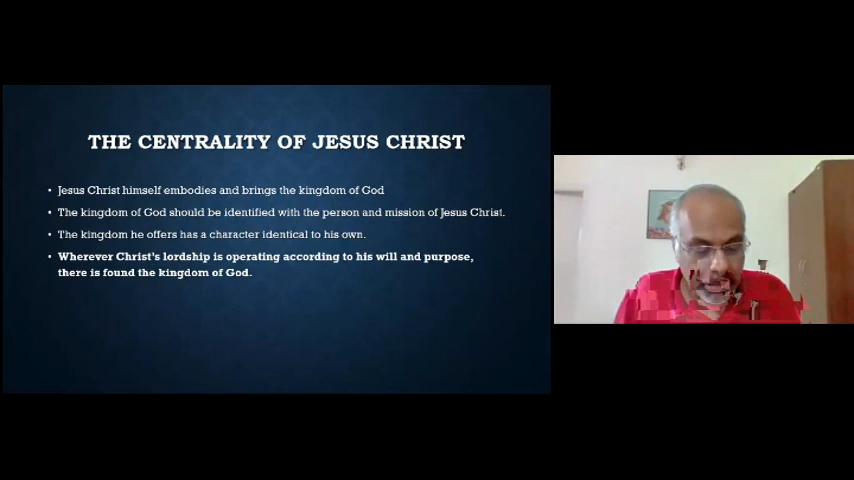 THE CENTRALITY OF JESUS CHRIST
• Jesus Christ himself embodies and brings the kingdom of God
• The kingdom of God should be identified with the person and mission of Jesus Christ.
• The kingdom he offers has a character identical to his own.
• Wherever Christ's lordship is operating according to his will and purpose,
there is found the kingdom of God.